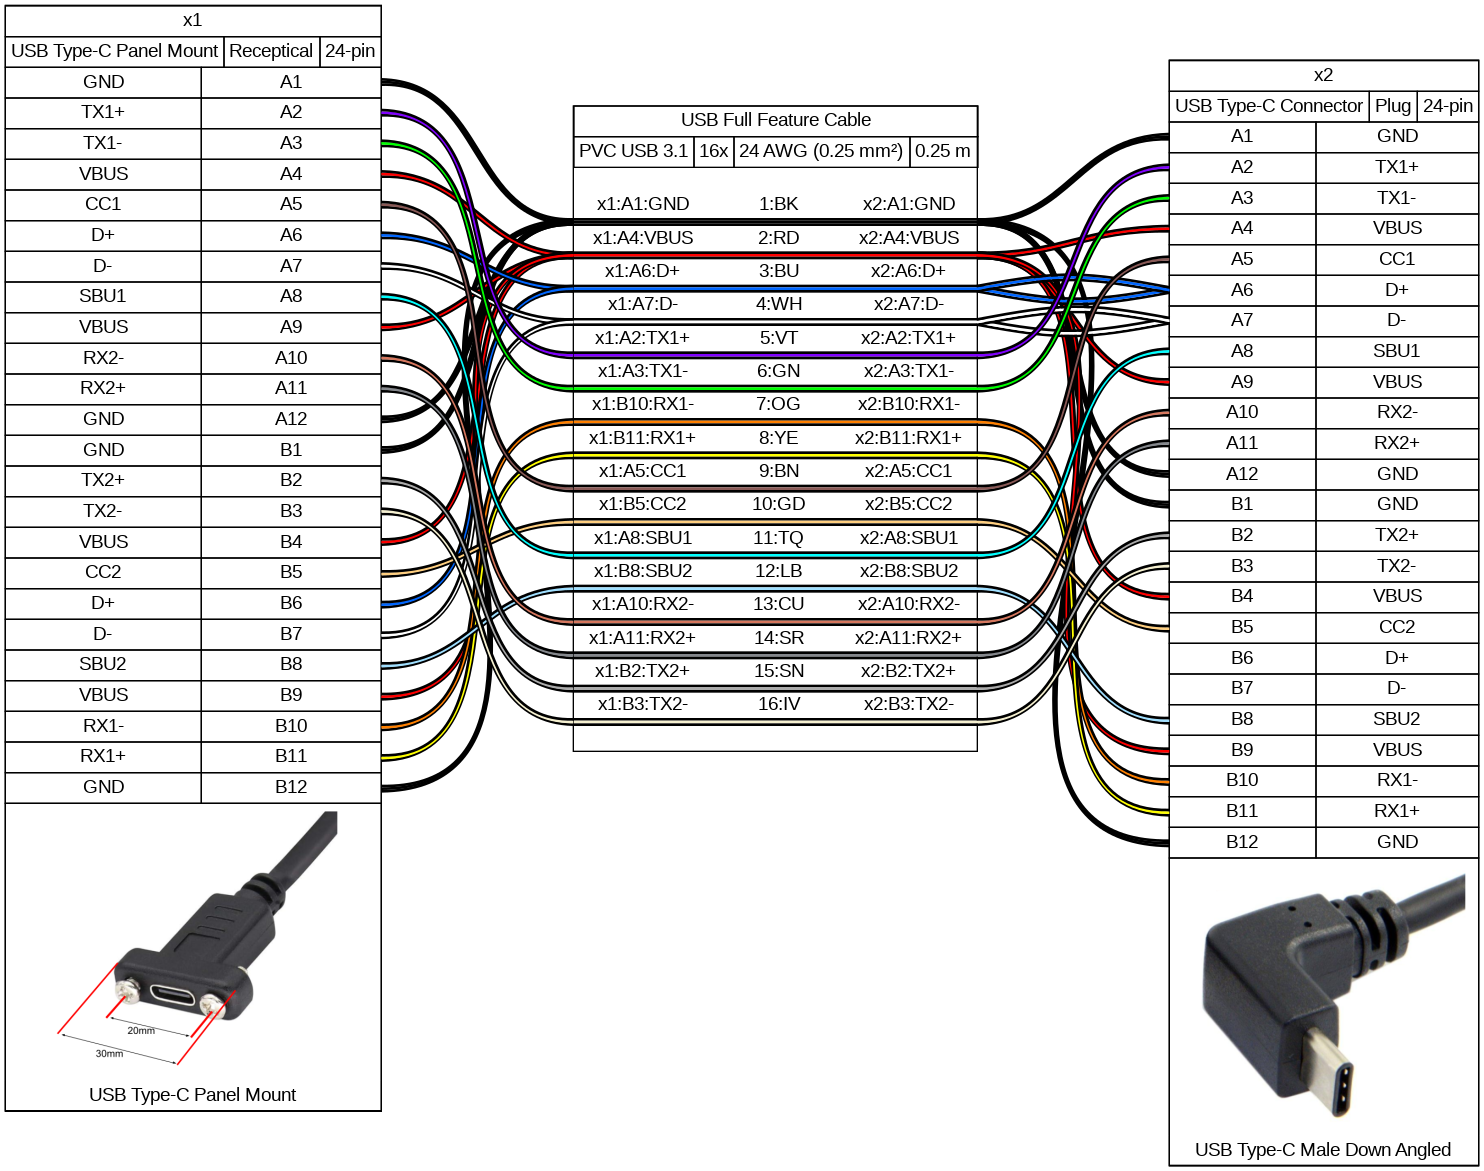 x1
USB Type-C Panel Mount Receptical 24-pin
GND A1
TX1+ A2
TX1- A3
VBUS A4
CC1 A5
D+ A6
D- A7
SBU1 A8
VBUS A9
RX2- A10
RX2+ A11
GND A12
GND B1
TX2+ B2
TX2- B3
VBUS B4
CC2 B5
D+ B6
D- B7
SBU2 B8
VBUS B9
RX1- B10
RX1+ B11
GND B12
20mm
30mm
USB Type-C Panel Mount
USB Full Feature Cable
PVC USB 3.1 16x 24 AWG (0.25 mm²) 0.25 m
x1:A1:GND 1:BK x2:A1:GND
x1:A4:VBUS 2:RD x2:A4:VBUS
x1:A6:D+ 3:BU x2:A6:D+
x1:A7:D- 4:WH x2:A7:D-
x1:A2:TX1+ 5:VT x2:A2:TX1+
x1:A3:TX1- 6:GN x2:A3:TX1-
x1:B10:RX1- 7:OG x2:B10:RX1-
x1:B11:RX1+ 8:YE x2:B11:RX1+
x1:A5:CC1 9:BN x2:A5:CC1
x1:B5:CC2 10:GD x2:B5:CC2
x1:A8:SBU1 11:TQ x2:A8:SBU1
x1:B8:SBU2 12:LB x2:B8:SBU2
x1:A10:RX2- 13:CU x2:A10:RX2-
x1:A11:RX2+ 14:SR x2:A11:RX2+
x1:B2:TX2+ 15:SN x2:B2:TX2+
x1:B3:TX2- 16:IV x2:B3:TX2-
x2
USB Type-C Connector Plug 24-pin
A1 GND
A2 TX1+
A3 TX1-
A4 VBUS
A5 CC1
A6 D+
A7 D-
A8 SBU1
A9 VBUS
A10 RX2-
A11 RX2+
A12 GND
B1 GND
B2 TX2+
B3 TX2-
B4 VBUS
B5 CC2
B6 D+
B7 D-
B8 SBU2
B9 VBUS
B10 RX1-
B11 RX1+
B12 GND
USB Type-C Male Down Angled